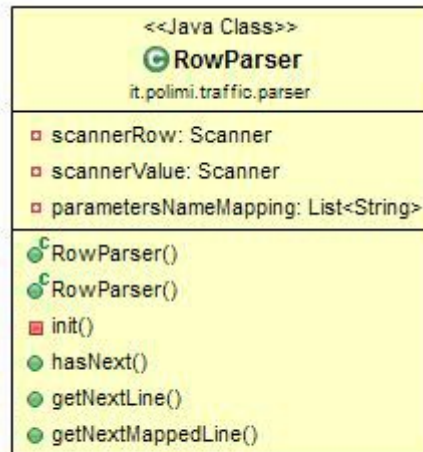 <<Java Class>>
RowParser
it.polimi.traffic.parser
scannerRow: Scanner
scannerValue: Scanner
parametersNameMapping: List<String>
RowParser()
RowParser()
init()
hasNext()
getNextLine()
getNextMappedLine()